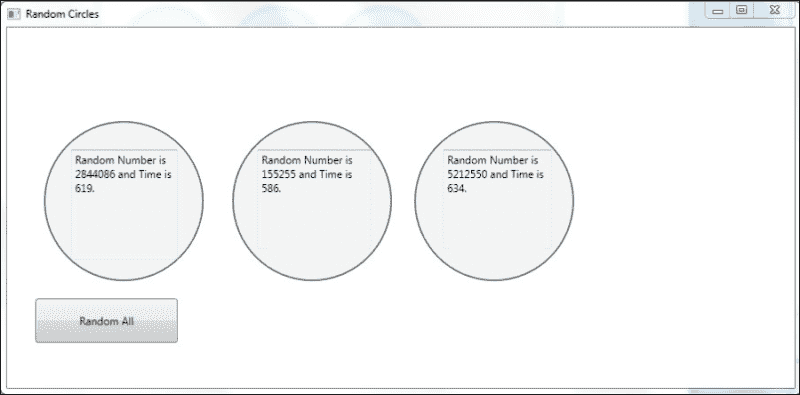 Random Circles
Random Number is
2844086 and Time is
619.
Random Number is
155255 and Time is
586.
Random Number is
5212550 and Time is
634.
Random All